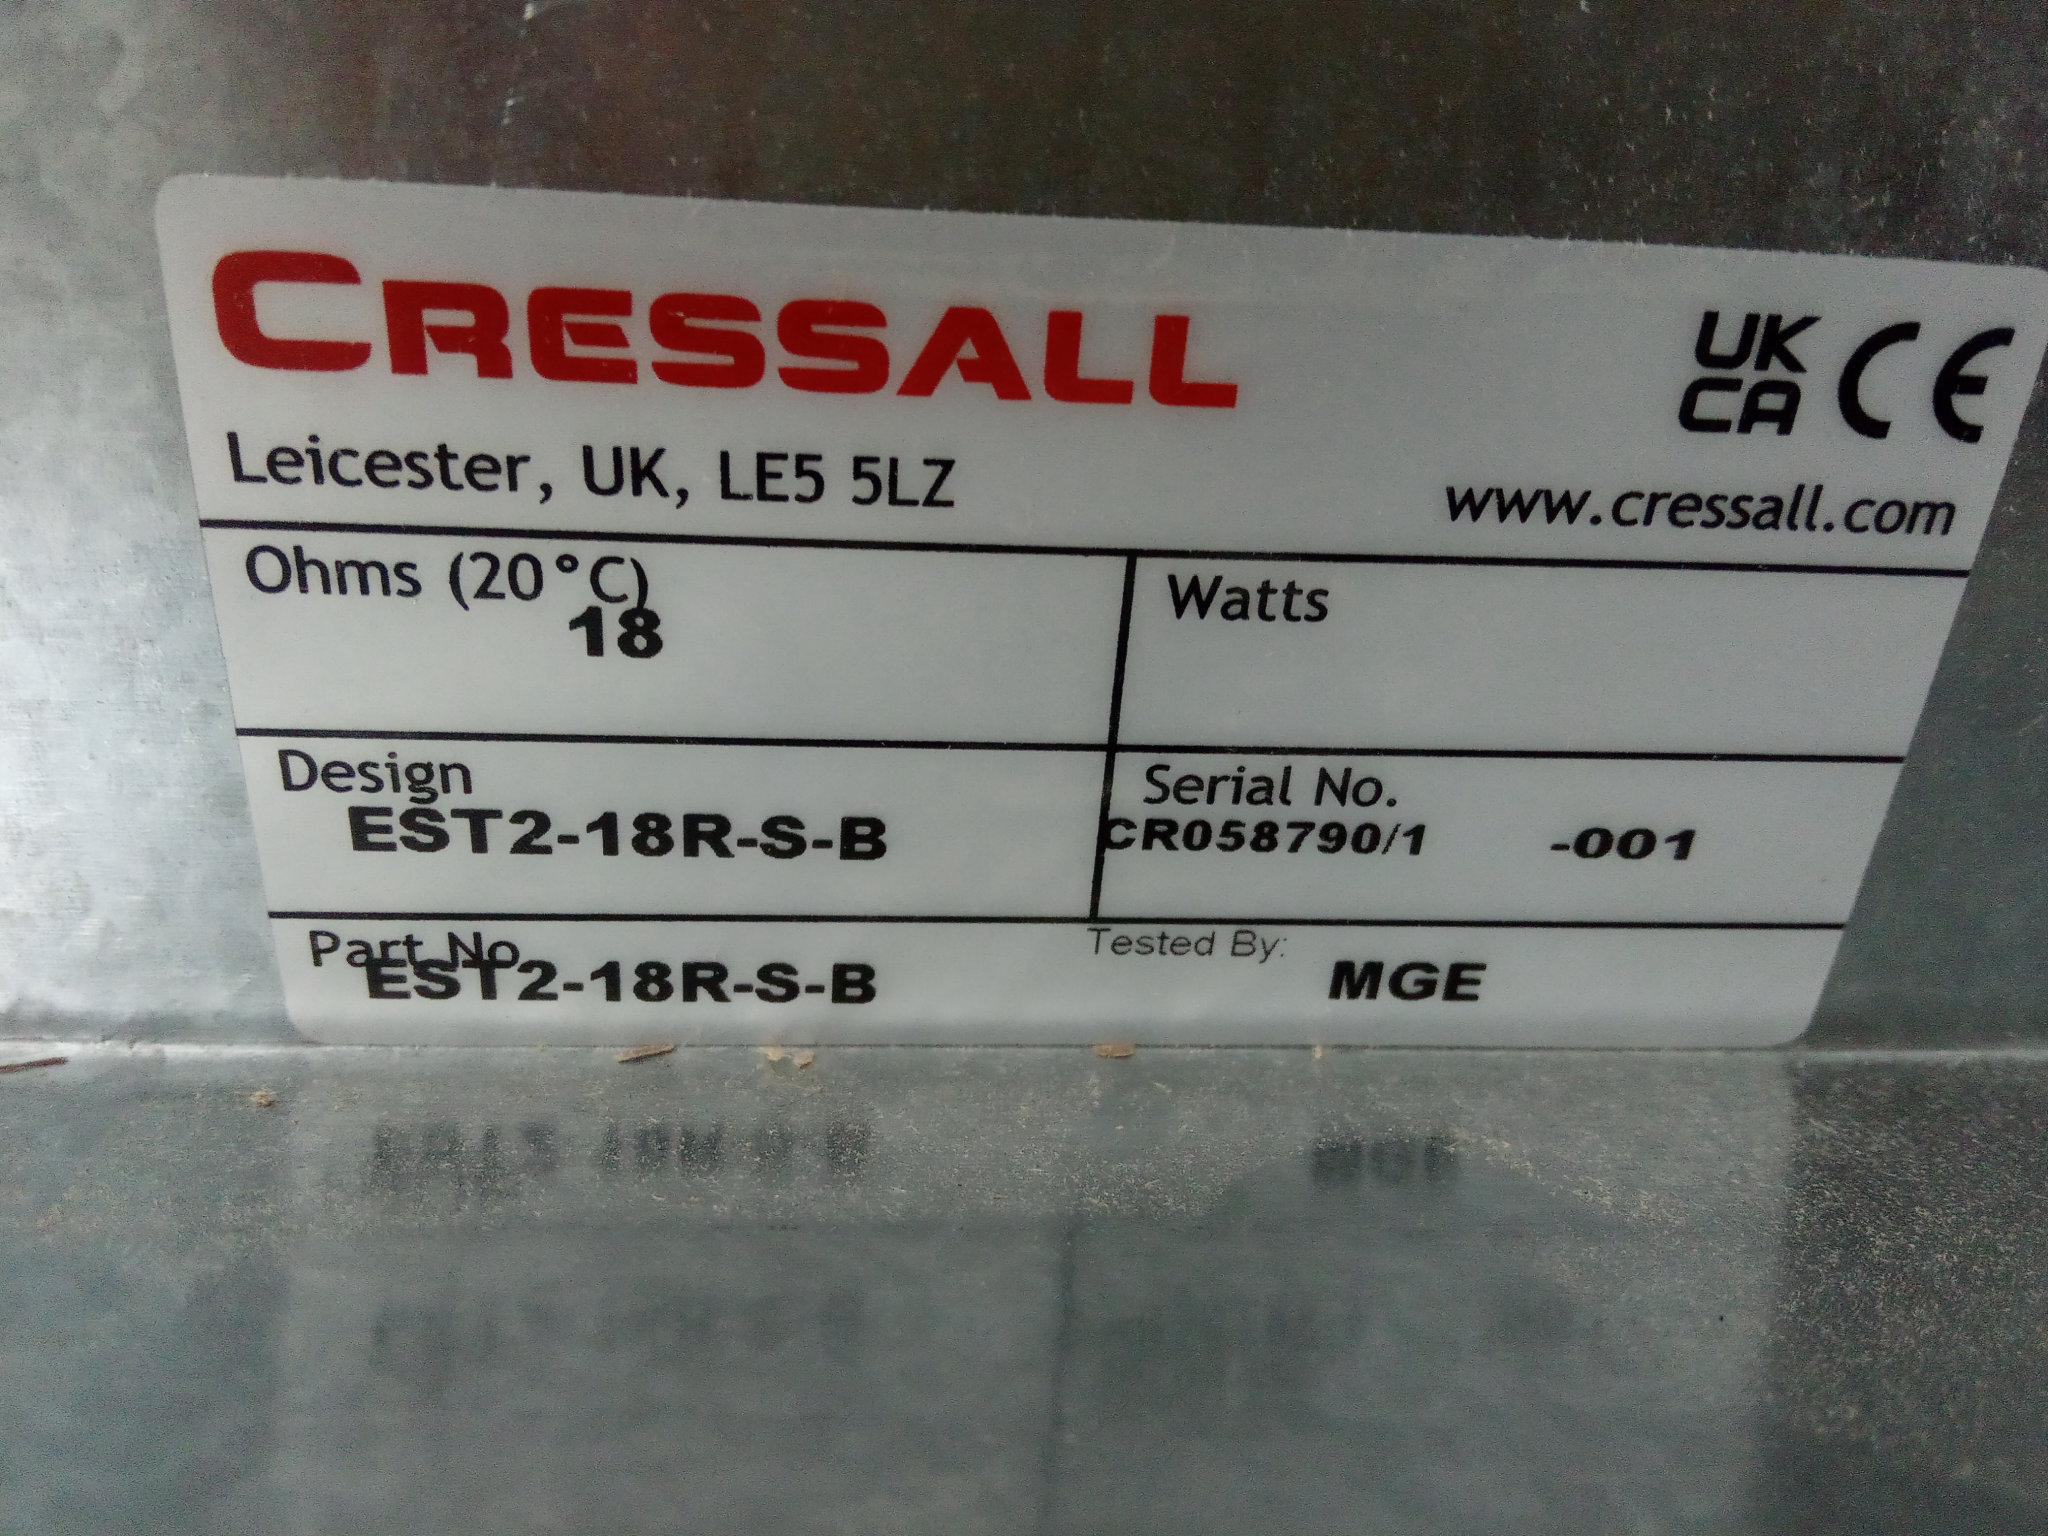 CRESSALL
UK
CA CE
Leicester, UK, LE5 5LZ
www.cressall.com
Ohms (20°C)
18
Watts
Design
EST2-18R-S-B
Serial No.
CR058790/1 -001
Part No
EST2-18R-S-B
Tested By:
MGE